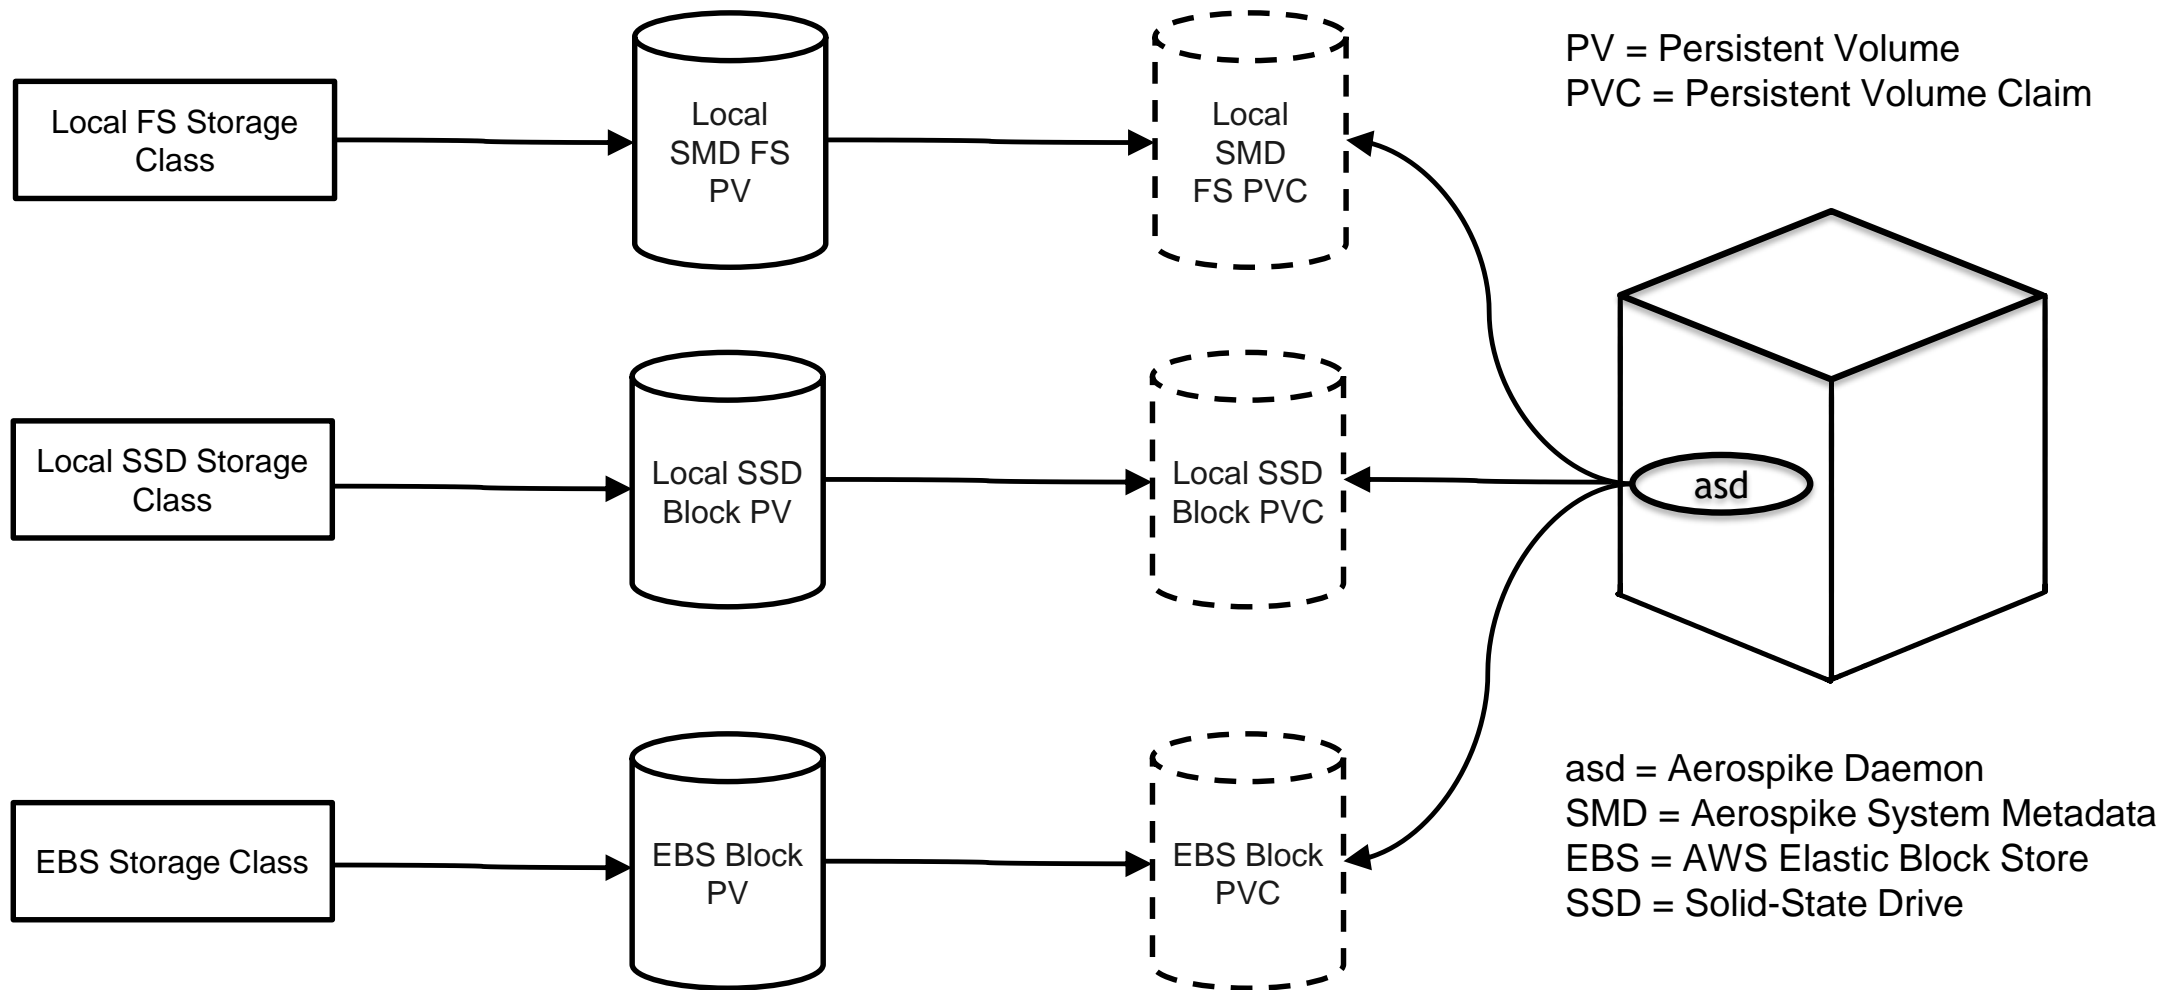 PV = Persistent Volume
PVC = Persistent Volume Claim
Local FS Storage
Class
Local
SMD FS
PV
Local
SMD
FS PVC
Local SSD Storage
Class
Local SSD
Block PV
Local SSD
Block PVC
asd
EBS Storage Class
EBS Block
PV
EBS Block
PVC
asd = Aerospike Daemon
SMD = Aerospike System Metadata
EBS = AWS Elastic Block Store
SSD = Solid-State Drive